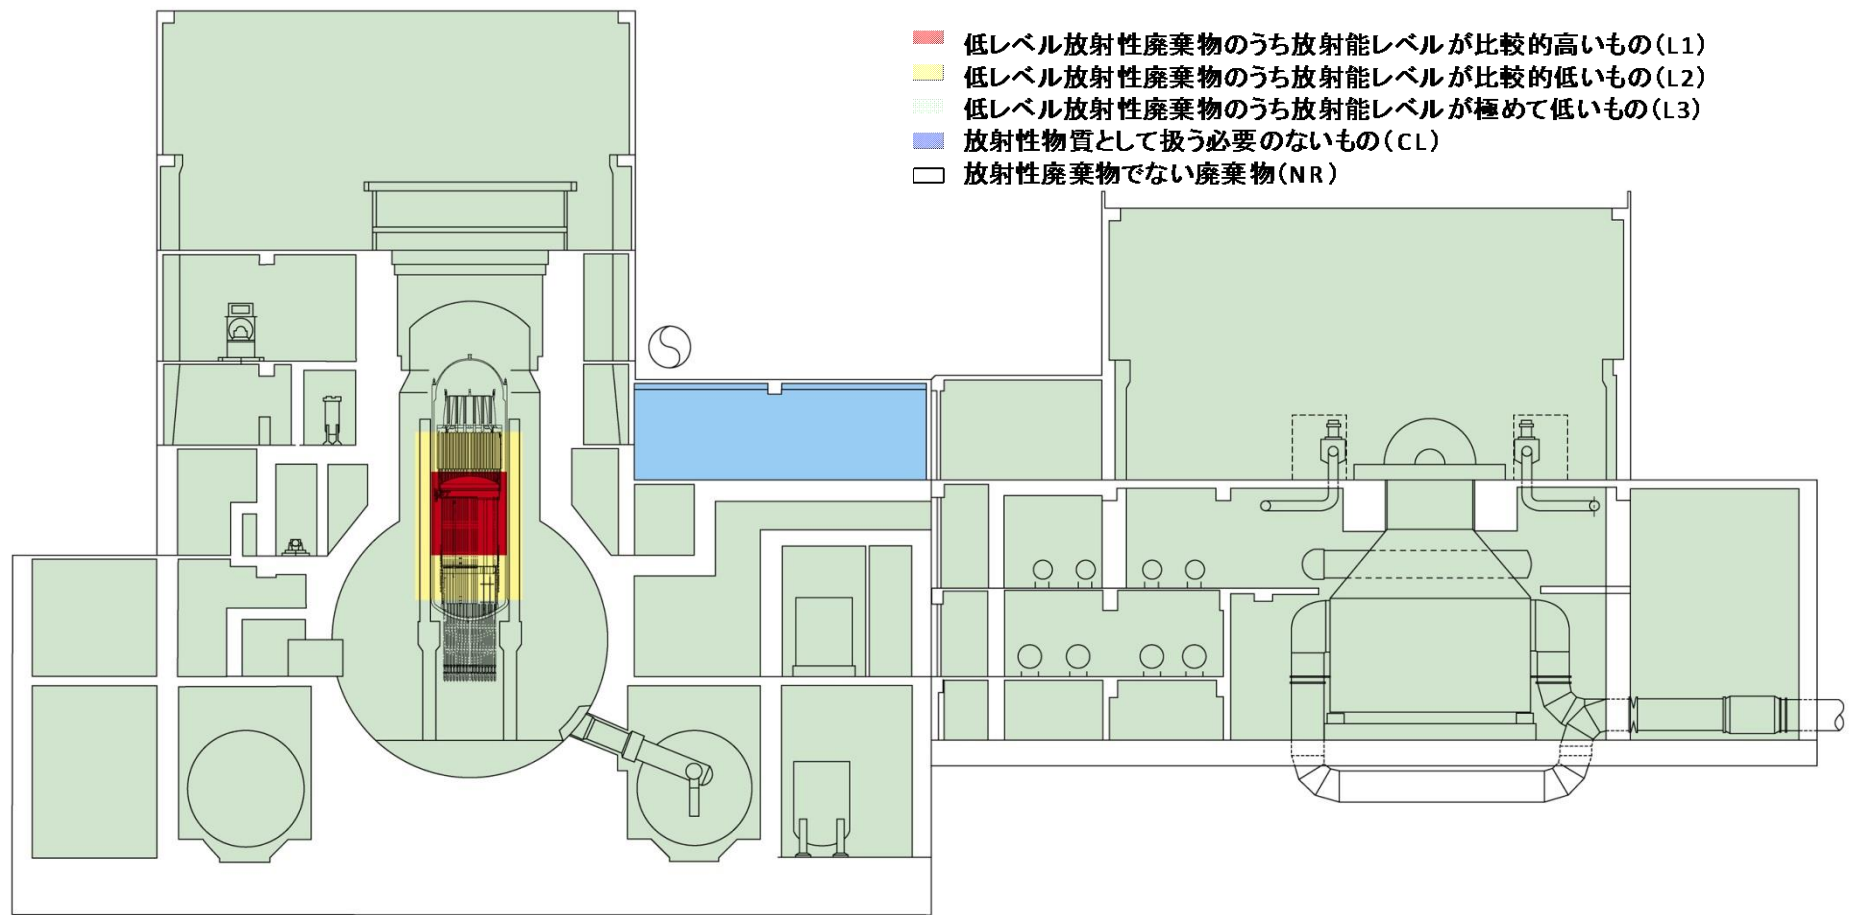 低レベル放射性廃棄物のうち放射能レベルが比較的高いもの(L1)
低レベル放射性廃棄物のうち放射能レベルが比較的低いもの(L2)
低レベル放射性廃棄物のうち放射能レベルが極めて低いもの(L3)
放射性物質として扱う必要のないもの(CL)
放射性廃棄物でない廃棄物(NR)